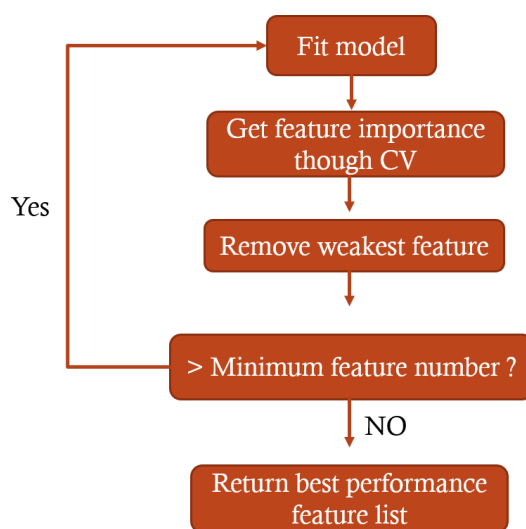 Fit model
Get feature importance
though CV
Yes
Remove weakest feature
> Minimum feature number ?
NO
Return best performance
feature list